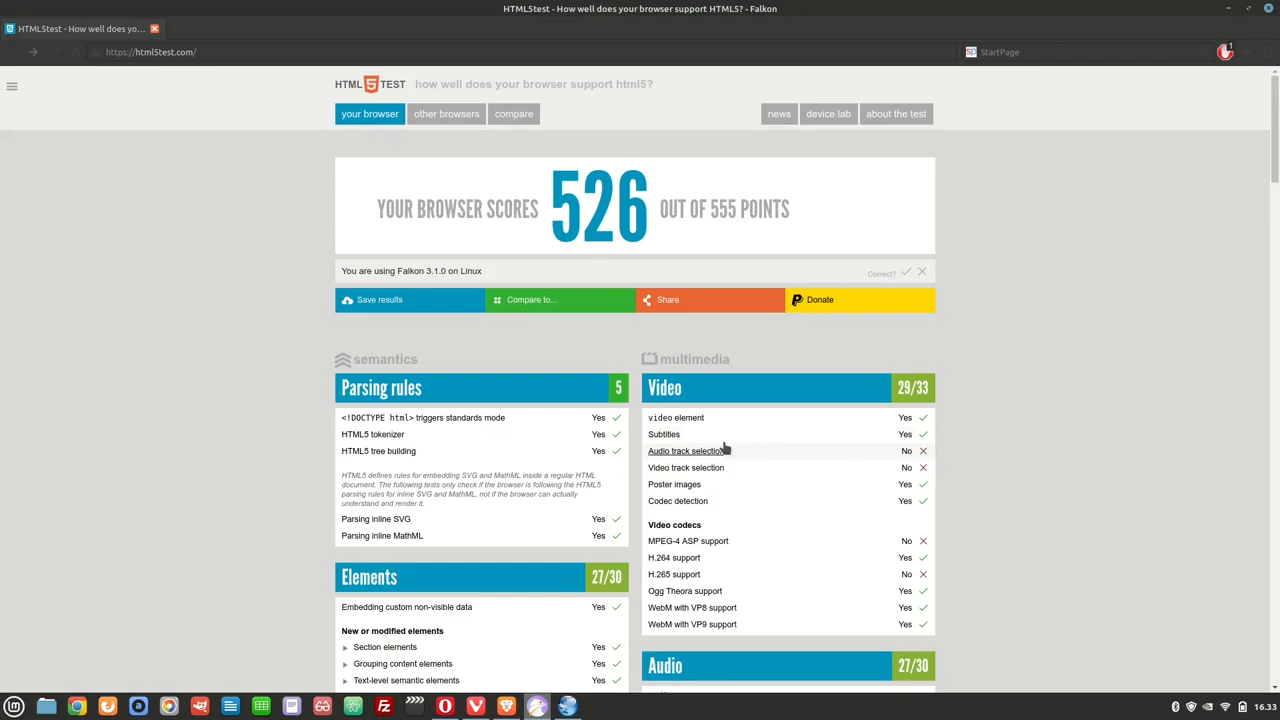 HTML5test - How well does your browser support HTML5? - Falkon
HTML5test - How well does yo...
https://html5test.com/
StartPage
HTML 5 TEST how well does your browser support html5?
your browser other browsers compare news device lab about the test
YOUR BROWSER SCORES 526 OUT OF 555 POINTS
You are using Falkon 3.1.0 on Linux Correct?
Save results Compare to... Share Donate
semantics
Parsing rules 5
<!DOCTYPE html> triggers standards mode Yes
HTML5 tokenizer Yes
HTML5 tree building Yes
HTML5 defines rules for embedding SVG and MathML inside a regular HTML
document. The following tests only check if the browser is following the HTML5
parsing rules for inline SVG and MathML, not if the browser can actually
understand and render it.
Parsing inline SVG Yes
Parsing inline MathML Yes
Elements 27/30
Embedding custom non-visible data Yes
New or modified elements
Section elements Yes
Grouping content elements Yes
Text-level semantic elements Yes
multimedia
Video 29/33
video element Yes
Subtitles Yes
Audio track selection No
Video track selection No
Poster images Yes
Codec detection Yes
Video codecs
MPEG-4 ASP support No
H.264 support Yes
H.265 support No
Ogg Theora support Yes
WebM with VP8 support Yes
WebM with VP9 support Yes
Audio 27/30
16.33